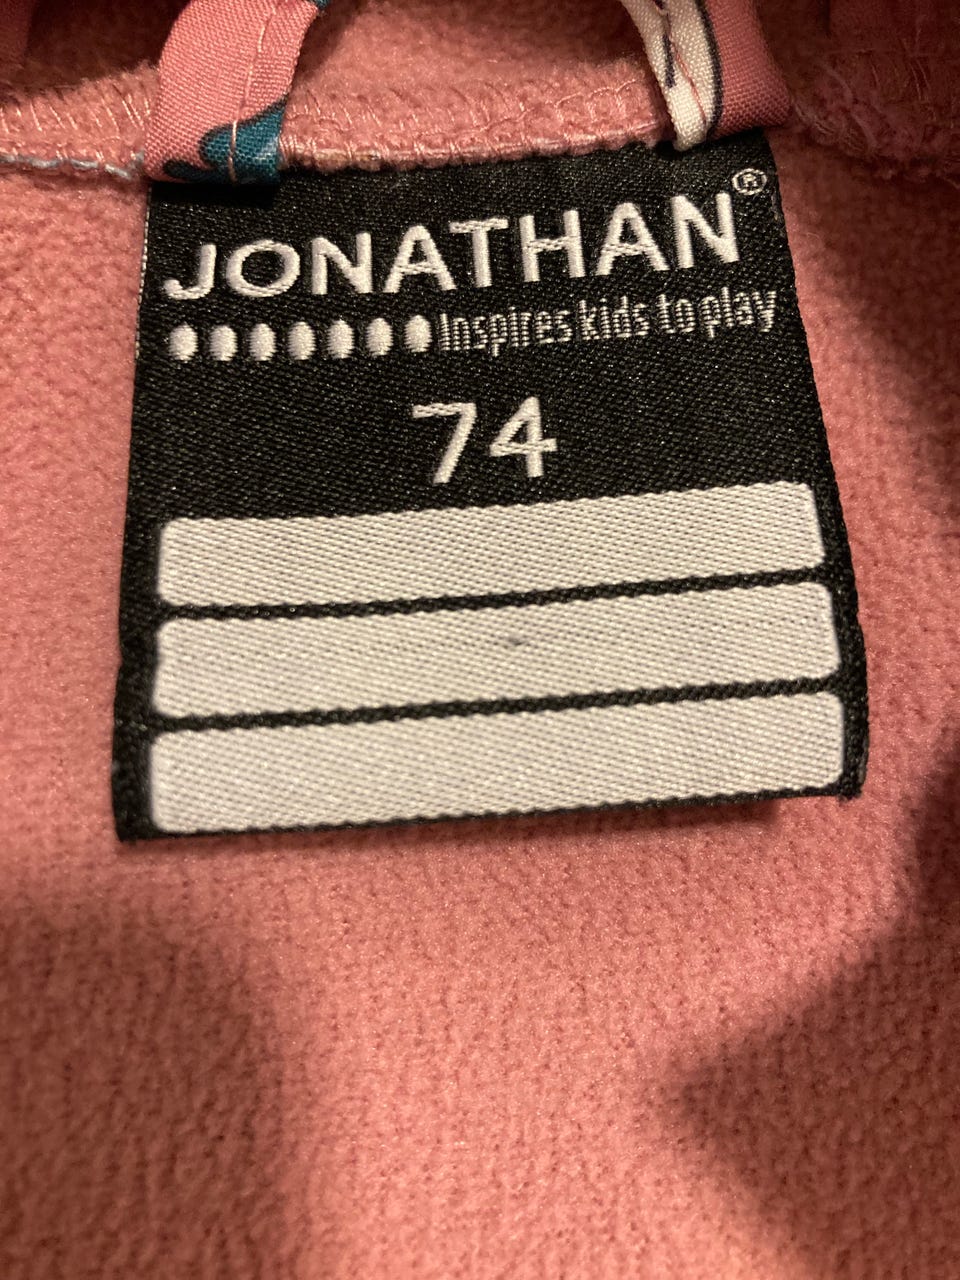 JONATHAN®
Inspires kids to play
74